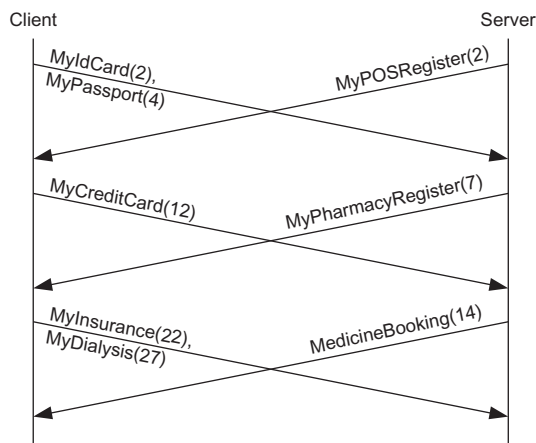 Client
Server
MyIdCard(2),
MyPassport(4)
MyPOSRegister(2)
MyCreditCard(12)
MyPharmacyRegister(7)
MyInsurance(22),
MyDialysis(27)
MedicineBooking(14)